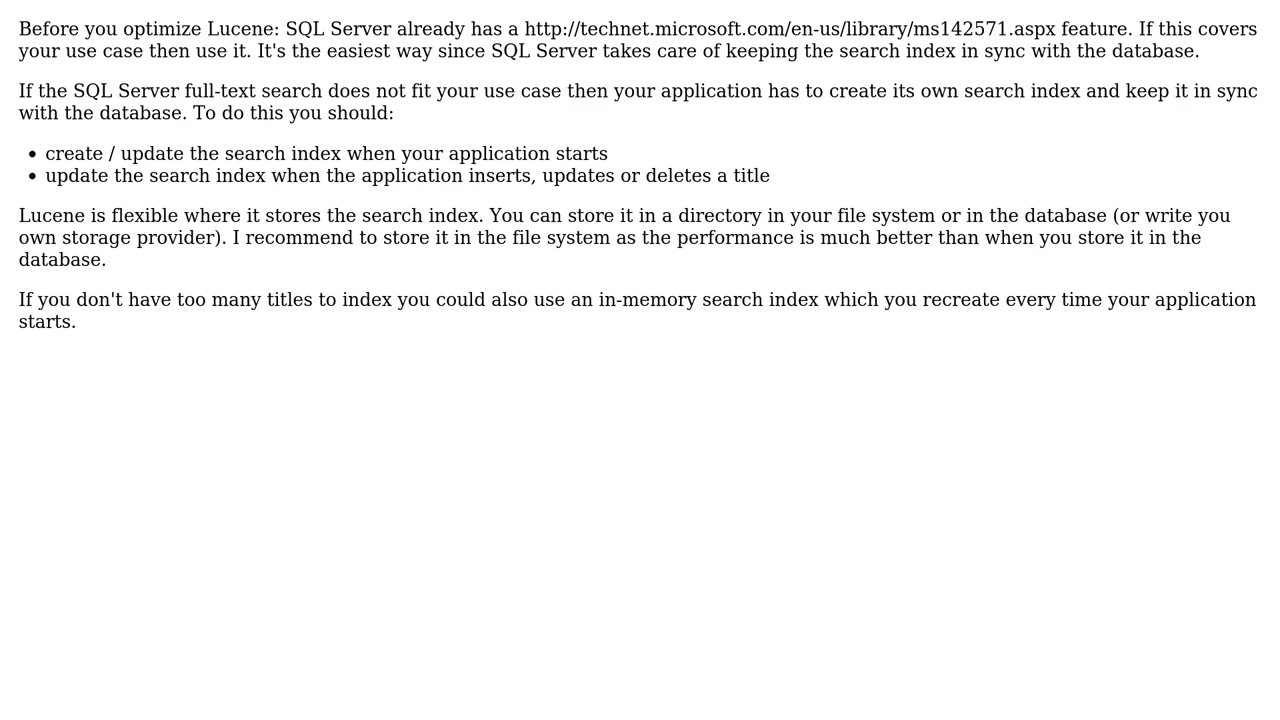 Before you optimize Lucene: SQL Server already has a http://technet.microsoft.com/en-us/library/ms142571.aspx feature. If this covers
your use case then use it. It's the easiest way since SQL Server takes care of keeping the search index in sync with the database.
If the SQL Server full-text search does not fit your use case then your application has to create its own search index and keep it in sync
with the database. To do this you should:
• create / update the search index when your application starts
• update the search index when the application inserts, updates or deletes a title
Lucene is flexible where it stores the search index. You can store it in a directory in your file system or in the database (or write you
own storage provider). I recommend to store it in the file system as the performance is much better than when you store it in the
database.
If you don't have too many titles to index you could also use an in-memory search index which you recreate every time your application
starts.